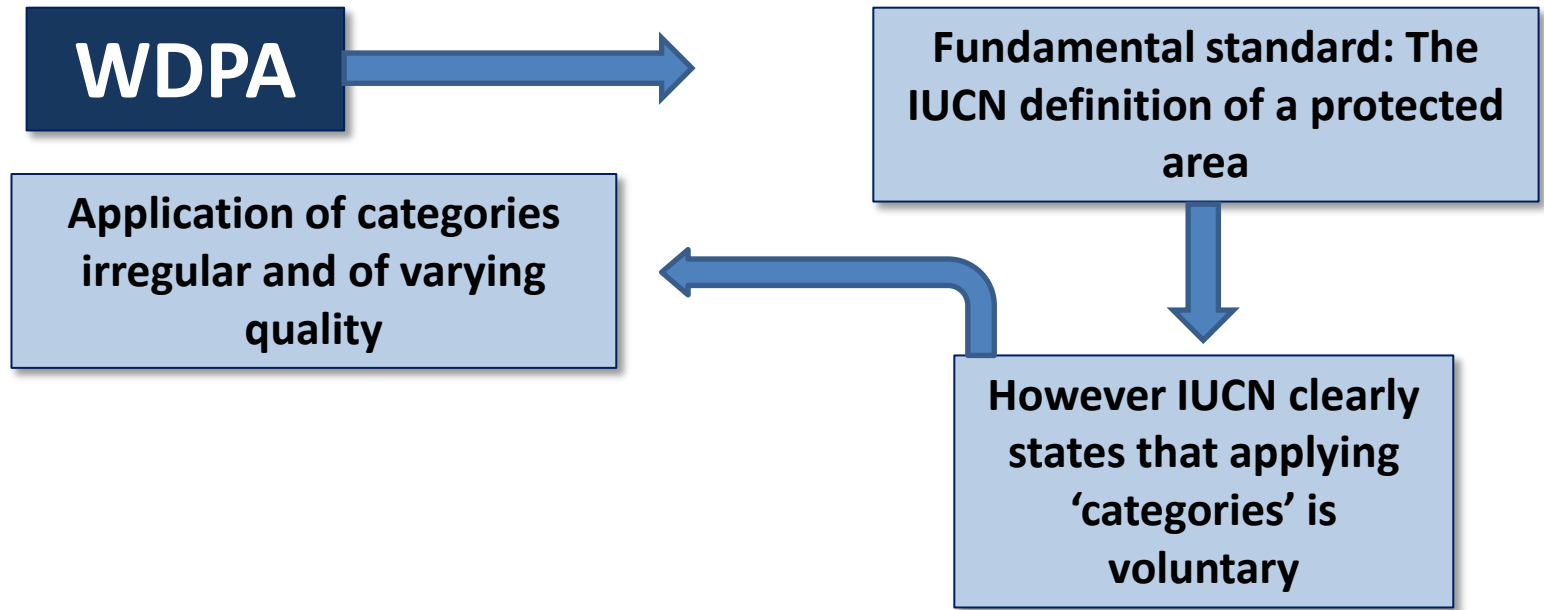 WDPA
Fundamental standard: The
IUCN definition of a protected
area
However IUCN clearly
states that applying
‘categories’ is
voluntary
Application of categories
irregular and of varying
quality